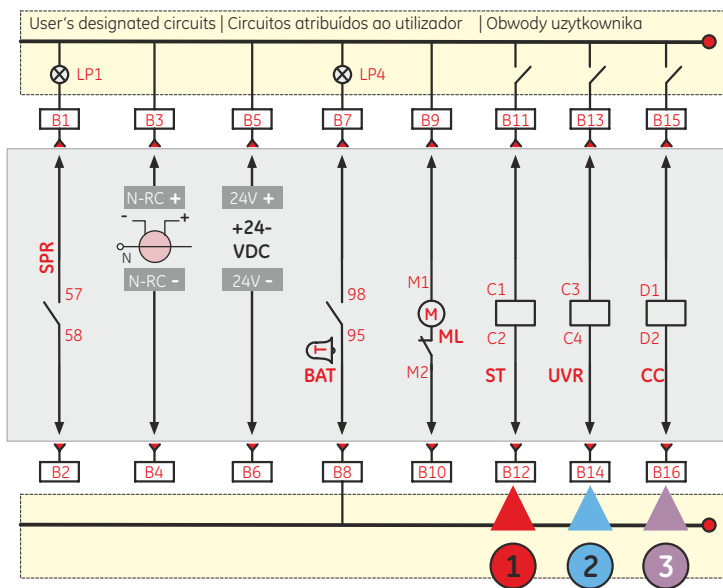 User's designated circuits | Circuitos atribuídos ao utilizador | Obwody uzytkownika
LP1 LP4
B1 B3 B5 B7 B9 B11 B13 B15
N-RC + 24V +
- +
N
+24-
VDC
SPR
N-RC - 24V -
57 98 M1 C1 C3 D1
M
58 95 ML C2 C4 D2
T
BAT M2 ST UVR CC
B2 B4 B6 B8 B10 B12 B14 B16
1 2 3